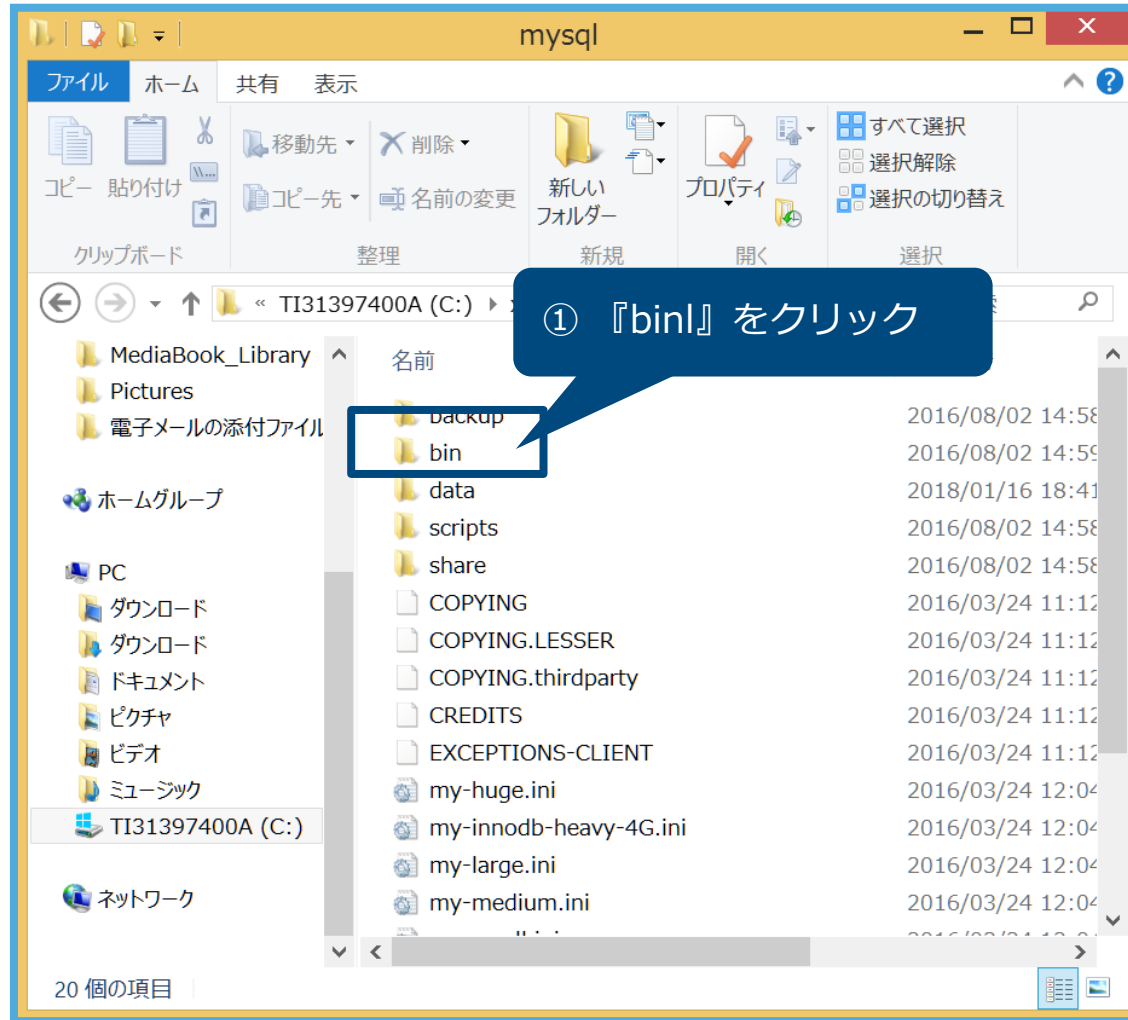 mysql
ファイル ホーム 共有 表示
コピー 貼り付け 移動先 コピー先 削除 名前の変更 新しい フォルダー プロパティ すべて選択 選択解除 選択の切り替え
クリップボード 整理 新規 開く 選択
« TI31397400A (C:)
① 『binl』をクリック
MediaBook_Library
Pictures
電子メールの添付ファイル
ホームグループ
PC
ダウンロード
ダウンロード
ドキュメント
ピクチャ
ビデオ
ミュージック
TI31397400A (C:)
ネットワーク
名前
backup 2016/08/02 14:58
bin 2016/08/02 14:59
data 2018/01/16 18:41
scripts 2016/08/02 14:58
share 2016/08/02 14:58
COPYING 2016/03/24 11:12
COPYING.LESSER 2016/03/24 11:12
COPYING.thirdparty 2016/03/24 11:12
CREDITS 2016/03/24 11:12
EXCEPTIONS-CLIENT 2016/03/24 11:12
my-huge.ini 2016/03/24 12:04
my-innodb-heavy-4G.ini 2016/03/24 12:04
my-large.ini 2016/03/24 12:04
my-medium.ini 2016/03/24 12:04
20 個の項目